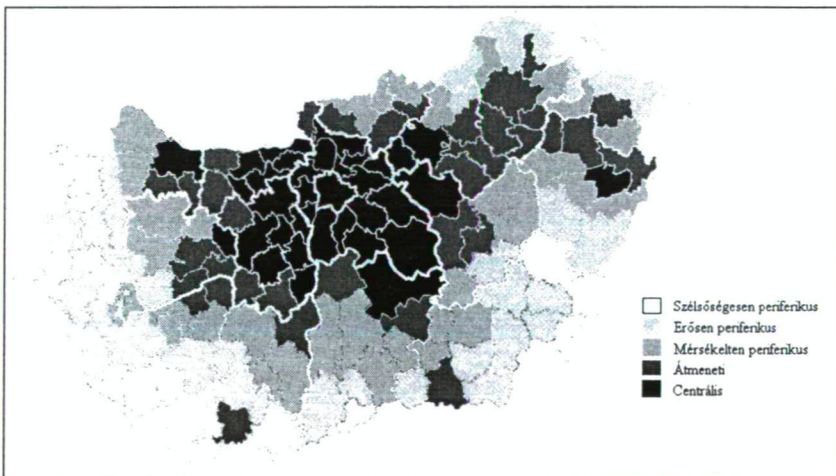 Szélsőségesen periferikus
Erősen periferikus
Mérsékelten periferikus
Átmeneti
Centrális